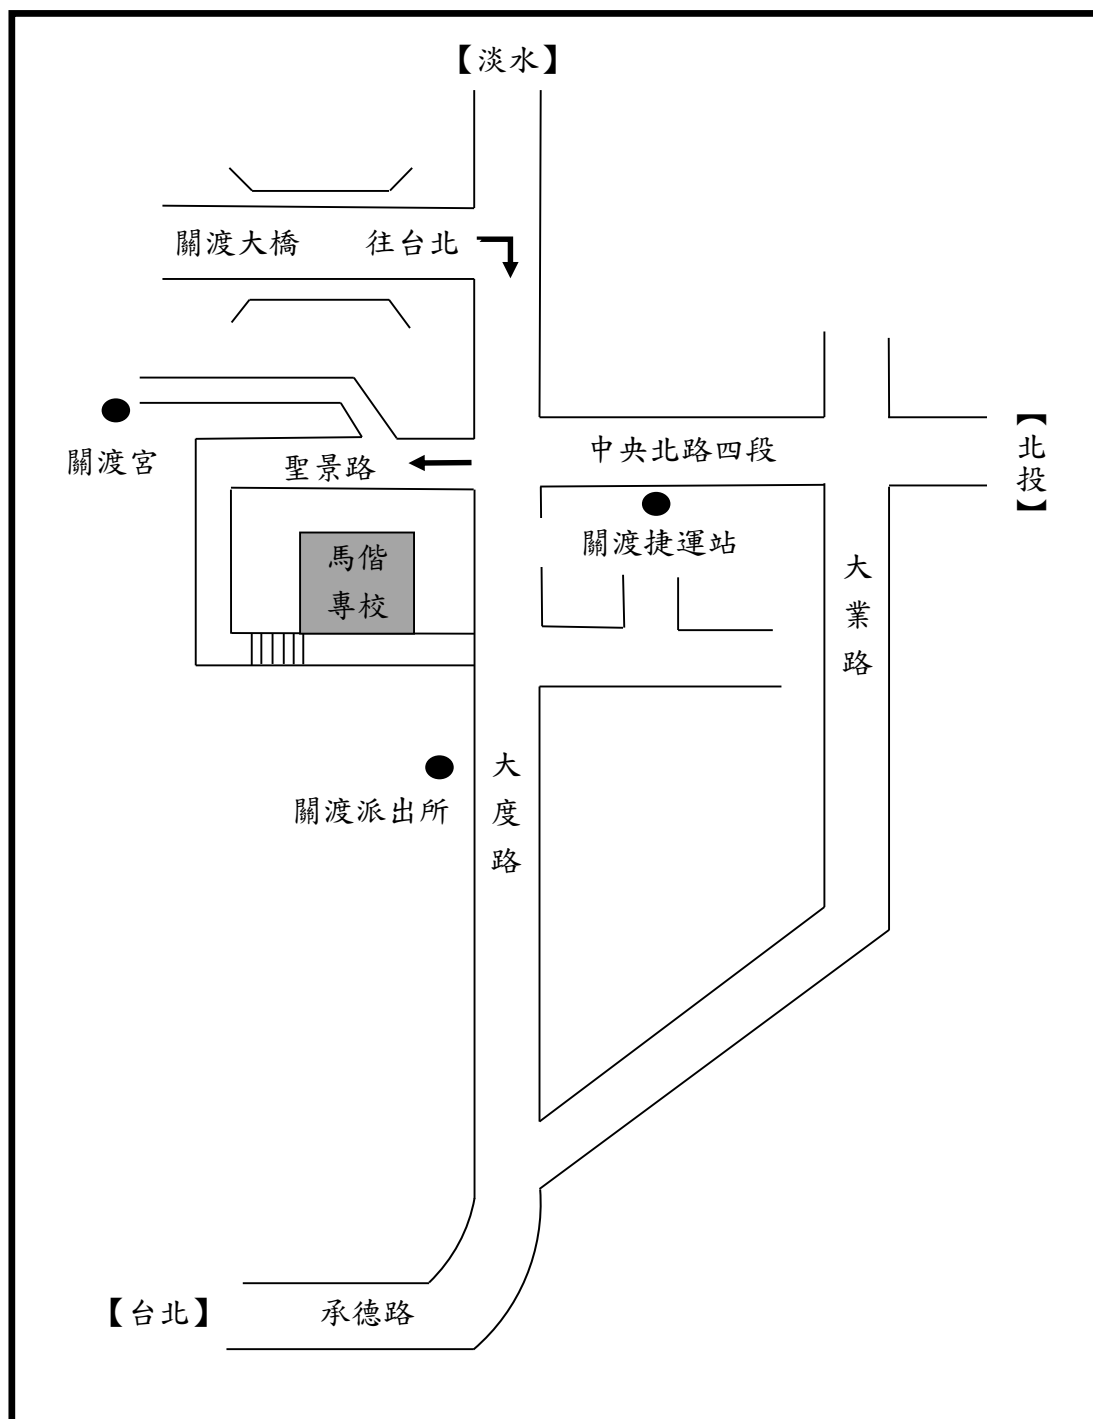 【淡水】
關渡大橋
往台北
關渡宮
聖景路
中央北路四段
【北投】
馬偕
專校
關渡捷運站
大業路
關渡派出所
大度路
【台北】
承德路